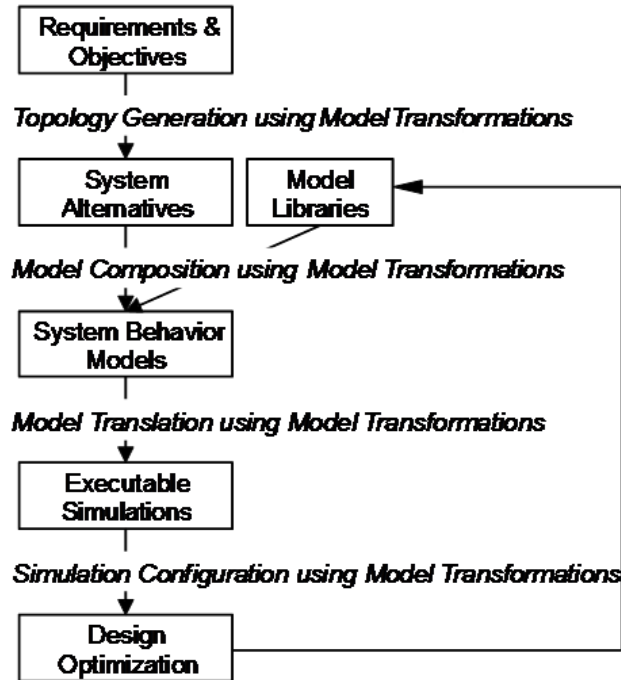 Requirements &
Objectives
Topology Generation using Model Transformations
System
Alternatives
Model
Libraries
Model Composition using Model Transformations
System Behavior
Models
Model Translation using Model Transformations
Executable
Simulations
Simulation Configuration using Model Transformations
Design
Optimization